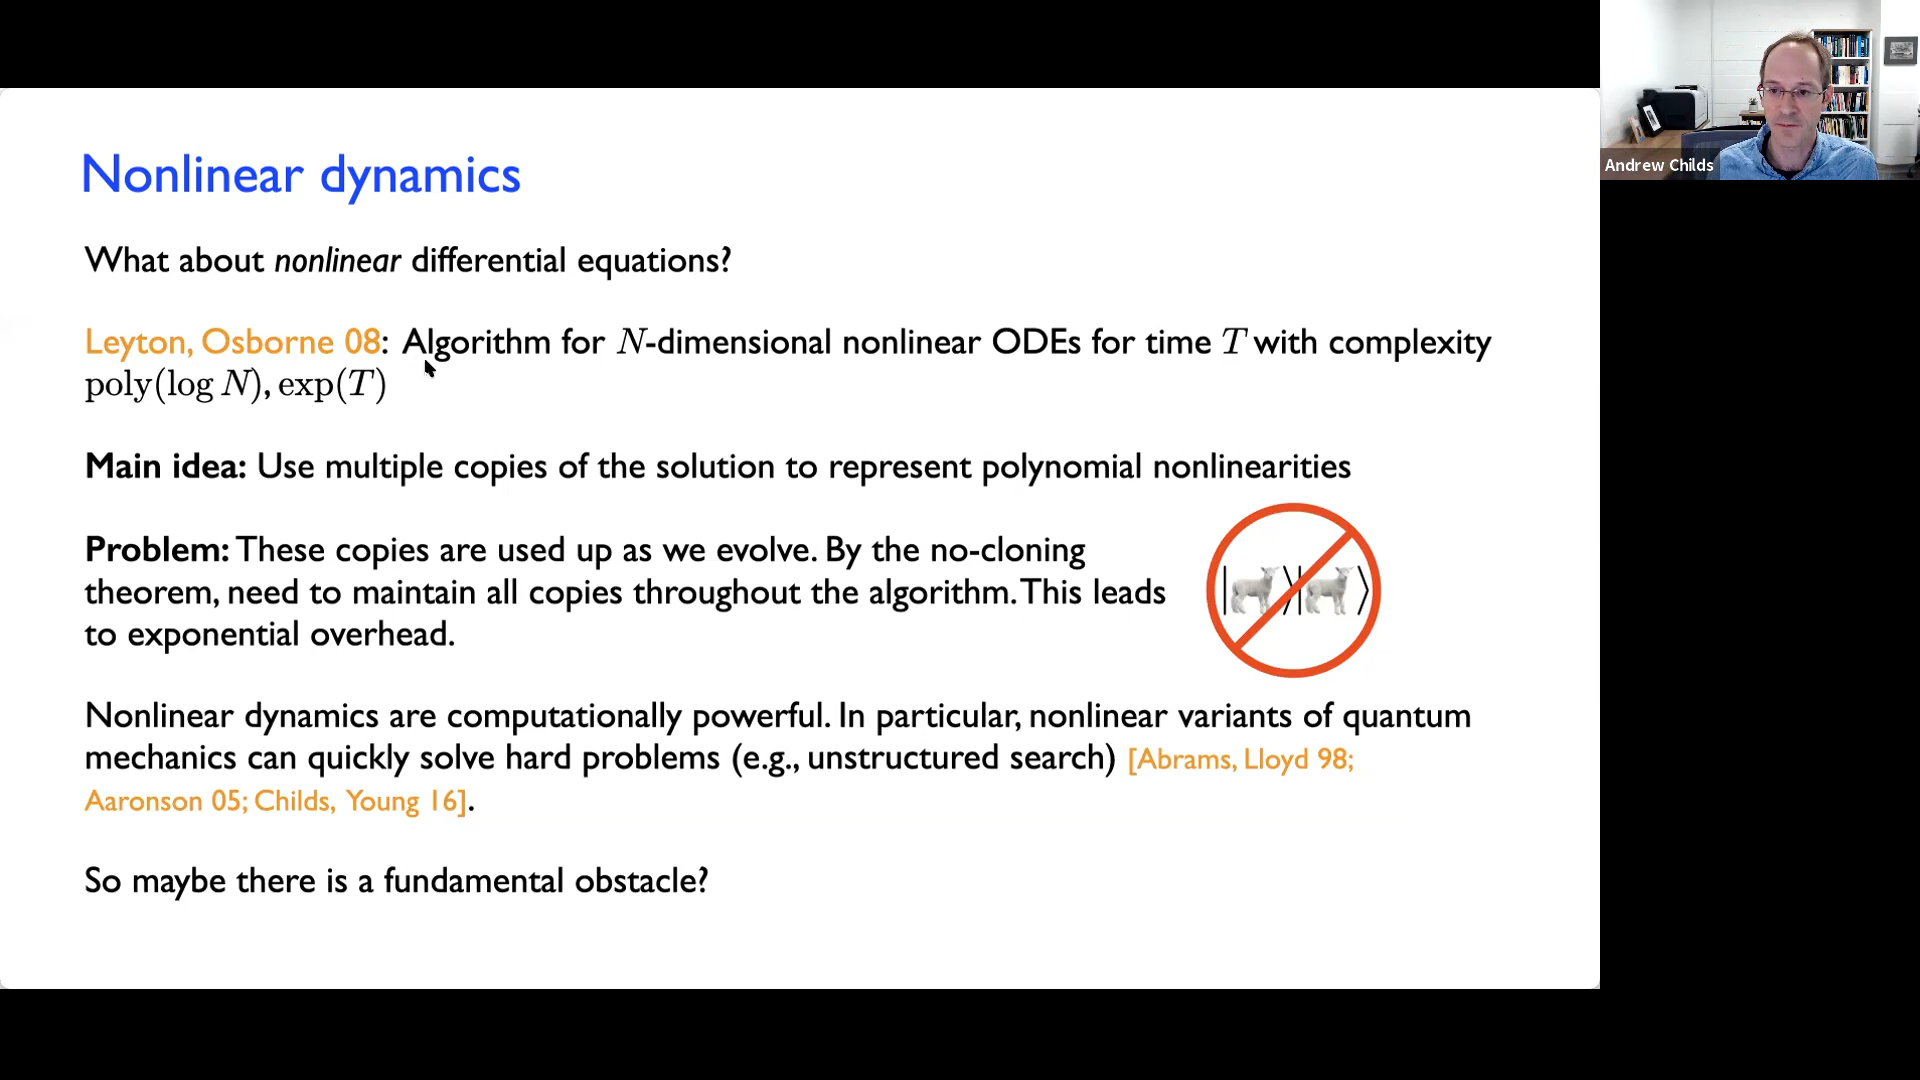 Nonlinear dynamics
What about nonlinear differential equations?
Leyton, Osborne 08: Algorithm for N-dimensional nonlinear ODEs for time T with complexity
poly(log N), exp(T)
Main idea: Use multiple copies of the solution to represent polynomial nonlinearities
Problem: These copies are used up as we evolve. By the no-cloning
theorem, need to maintain all copies throughout the algorithm. This leads
to exponential overhead.
Nonlinear dynamics are computationally powerful. In particular, nonlinear variants of quantum
mechanics can quickly solve hard problems (e.g., unstructured search) [Abrams, Lloyd 98;
Aaronson 05; Childs, Young 16].
So maybe there is a fundamental obstacle?
Andrew Childs